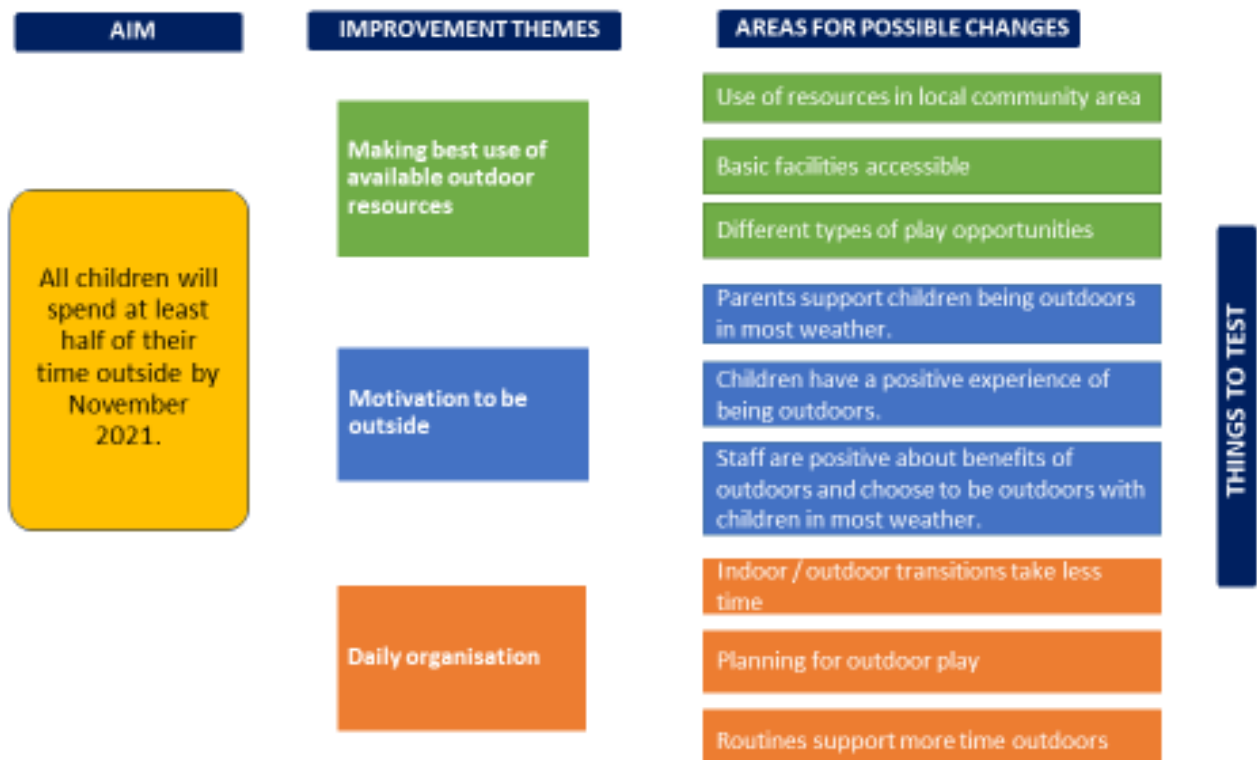 AIM
IMPROVEMENT THEMES
AREAS FOR POSSIBLE CHANGES
All children will
spend at least
half of their
time outside by
November
2021.
Making best use of
available outdoor
resources
Use of resources in local community area
Basic facilities accessible
Different types of play opportunities
Motivation to be
outside
Parents support children being outdoors
in most weather.
Children have a positive experience of
being outdoors.
Staff are positive about benefits of
outdoors and choose to be outdoors with
children in most weather.
Daily organisation
Indoor / outdoor transitions take less
time
Planning for outdoor play
Routines support more time outdoors
THINGS TO TEST